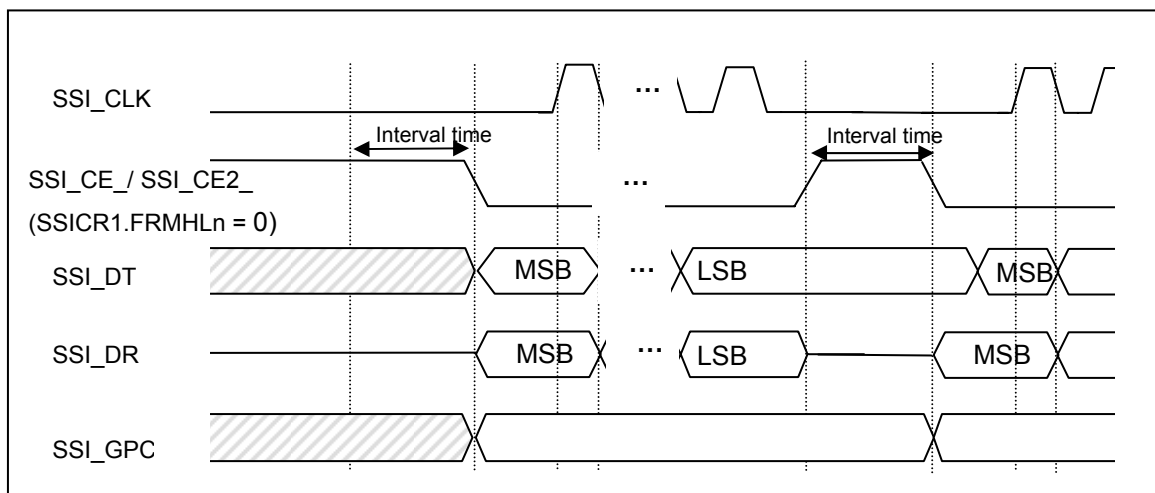 SSI_CLK
...
Interval time
Interval time
SSI_CE_/ SSI_CE2_
...
(SSICR1.FRMHLn = 0)
SSI_DT
MSB
...
LSB
MSB
SSI_DR
MSB
...
LSB
MSB
SSI_GPC